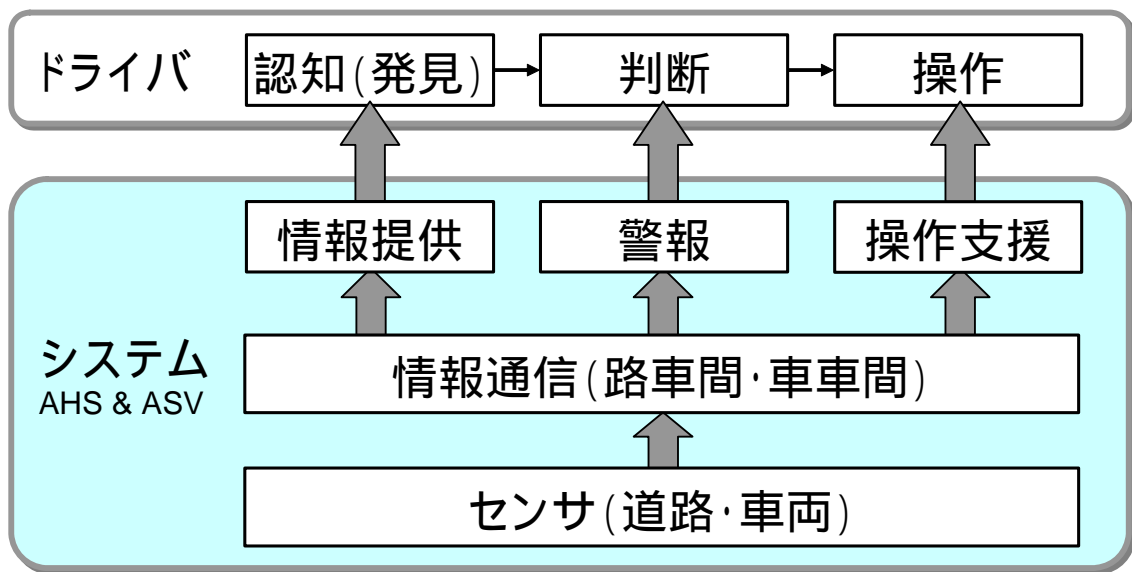 ドライバ
認知(発見)
判断
操作
情報提供
警報
操作支援
システム
AHS & ASV
情報通信(路車間·車車間)
センサ(道路·車両)